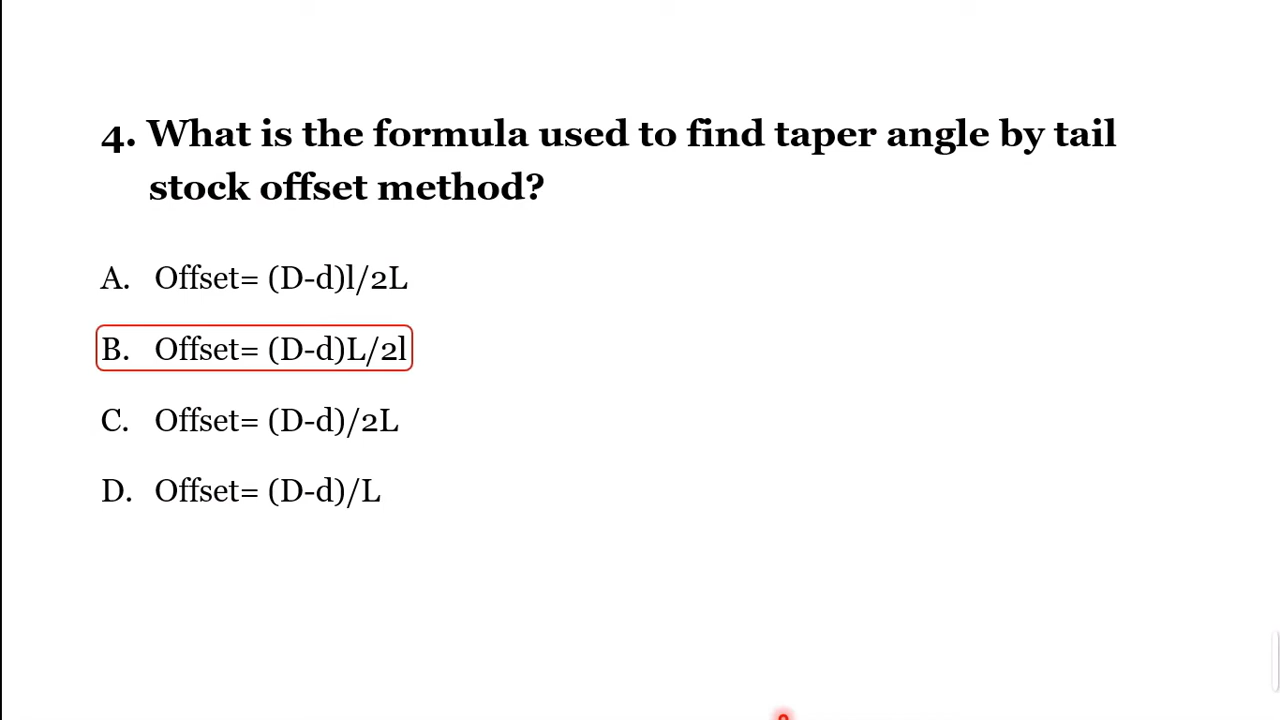 4. What is the formula used to find taper angle by tail
stock offset method?
A. Offset= (D-d)l/2L
B. Offset= (D-d)L/2l
C. Offset= (D-d)/2L
D. Offset= (D-d)/L